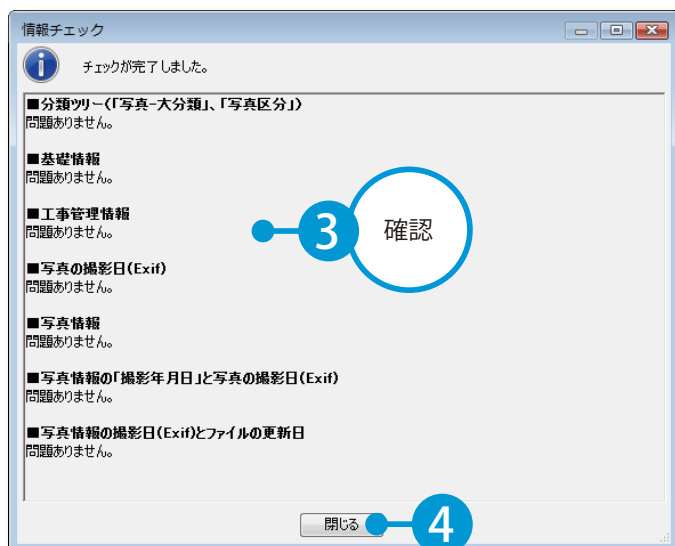 情報チェック
チェックが完了しました。
■分類ツリー(「写真-大分類」、「写真区分」)
問題ありません。
■基礎情報
問題ありません。
■工事管理情報
問題ありません。
3
確認
■写真の撮影日(Exif)
問題ありません。
■写真情報
問題ありません。
■写真情報の「撮影年月日」と写真の撮影日(Exif)
問題ありません。
■写真情報の撮影日(Exif)とファイルの更新日
問題ありません。
閉じる
4